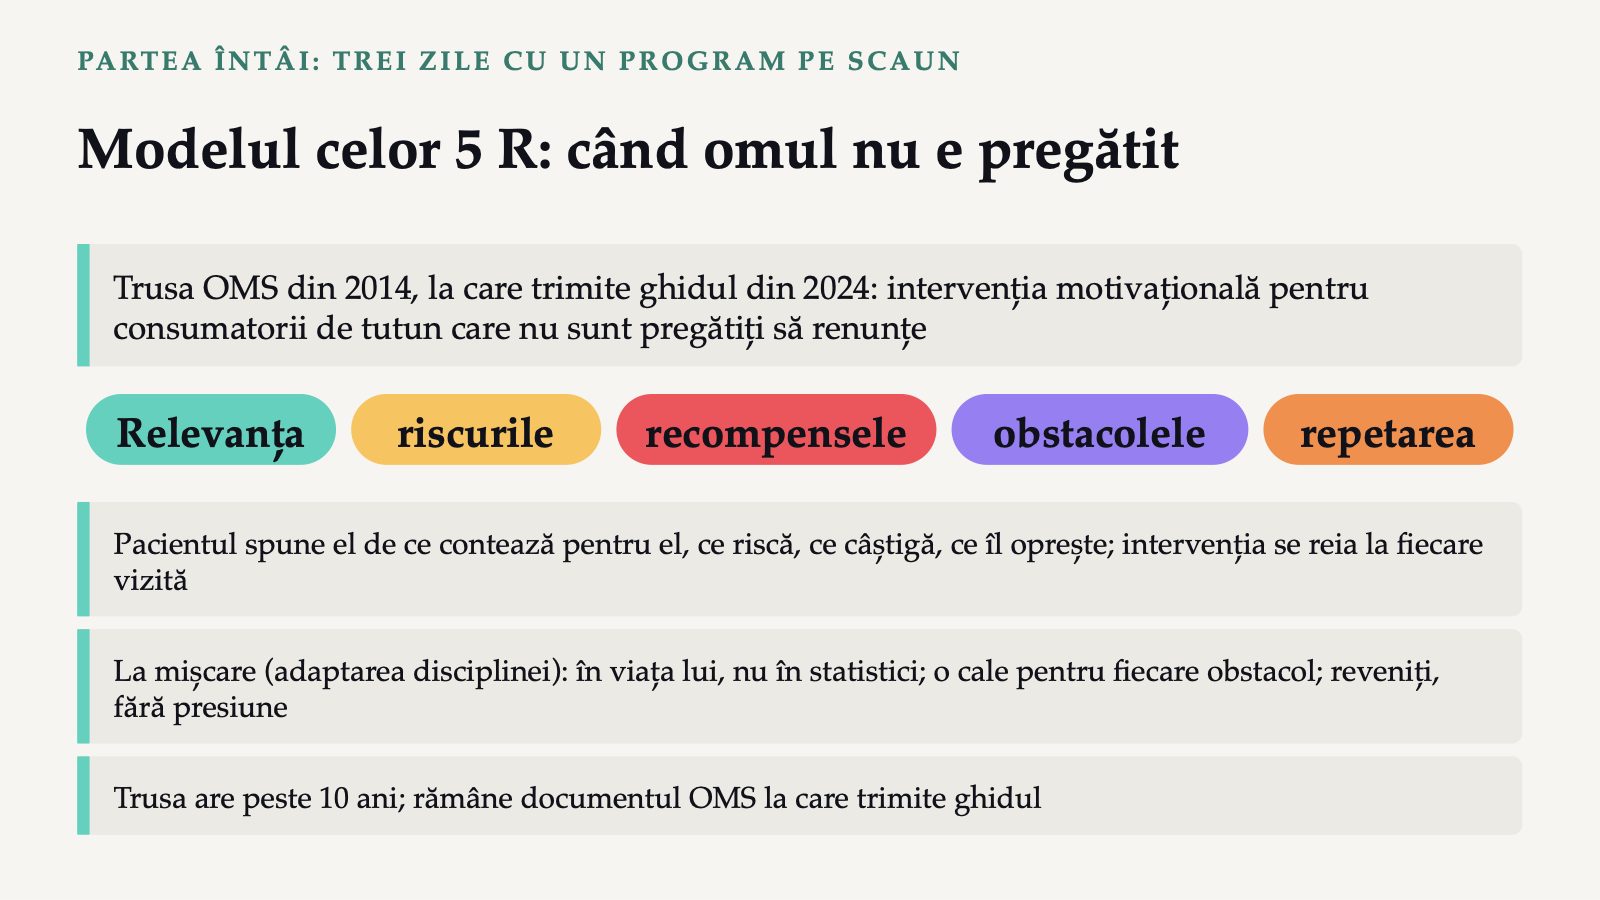 PARTEA ÎNTÂI: TREI ZILE CU UN PROGRAM PE SCAUN
Modelul celor 5 R: când omul nu e pregătit
Trusa OMS din 2014, la care trimite ghidul din 2024: intervenția motivațională pentru
consumatorii de tutun care nu sunt pregătiți să renunțe
Relevanța riscurile recompensele obstacolele repetarea
Pacientul spune el de ce contează pentru el, ce riscă, ce câștigă, ce îl oprește; intervenția se reia la fiecare
vizită
La mișcare (adaptarea disciplinei): în viața lui, nu în statistici; o cale pentru fiecare obstacol; reveniți,
fără presiune
Trusa are peste 10 ani; rămâne documentul OMS la care trimite ghidul